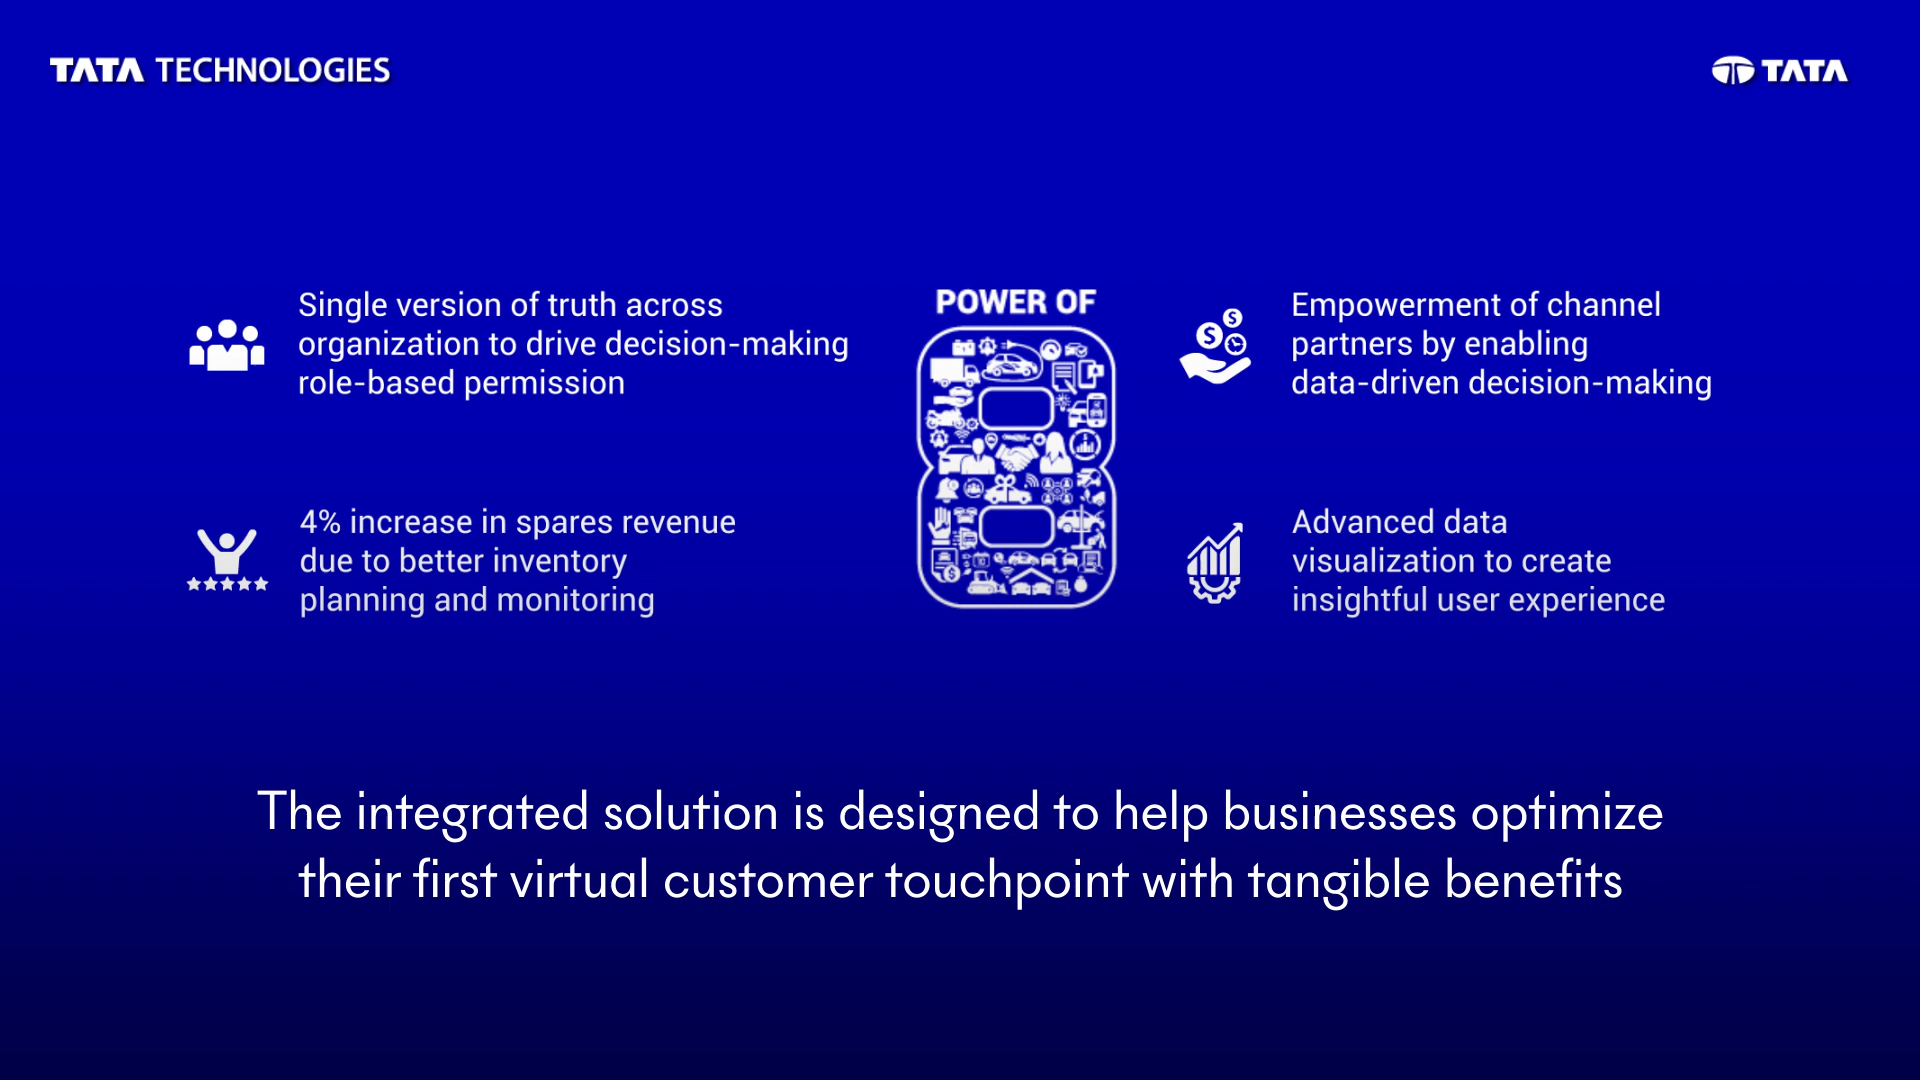 TATA TECHNOLOGIES
TATA
Single version of truth across
organization to drive decision-making
role-based permission
4% increase in spares revenue
due to better inventory
planning and monitoring
POWER OF
8
Empowerment of channel
partners by enabling
data-driven decision-making
Advanced data
visualization to create
insightful user experience
The integrated solution is designed to help businesses optimize
their first virtual customer touchpoint with tangible benefits